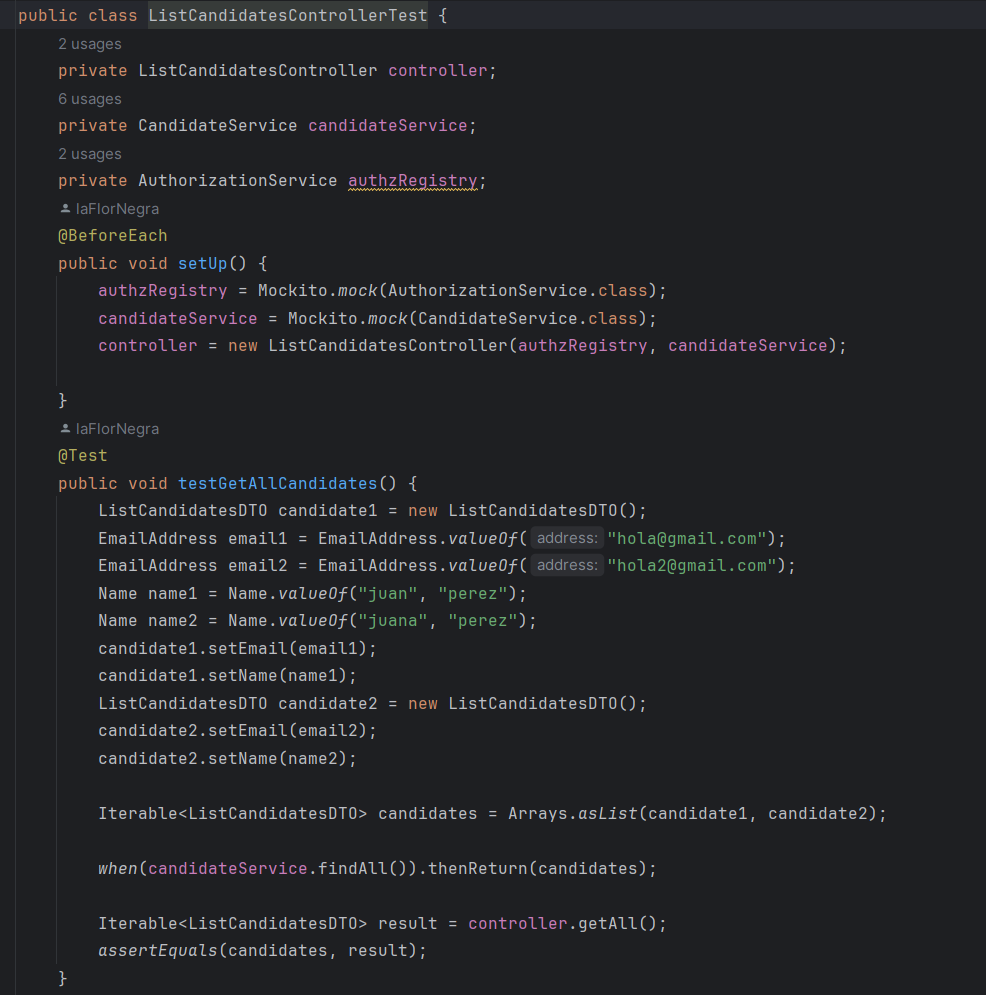 public class ListCandidatesControllerTest {
2 usages
private ListCandidatesController controller;
6 usages
private CandidateService candidateService;
2 usages
private AuthorizationService authzRegistry;
laFlorNegra
@BeforeEach
public void setUp() {
authzRegistry = Mockito.mock(AuthorizationService.class);
candidateService = Mockito.mock(CandidateService.class);
controller = new ListCandidatesController(authzRegistry, candidateService);
}
laFlorNegra
@Test
public void testGetAllCandidates() {
ListCandidatesDTO candidate1 = new ListCandidatesDTO();
EmailAddress email1 = EmailAddress.valueOf( address: "hola@gmail.com");
EmailAddress email2 = EmailAddress.valueOf( address: "hola2@gmail.com");
Name name1 = Name.valueOf("juan", "perez");
Name name2 = Name.valueOf("juana", "perez");
candidate1.setEmail(email1);
candidate1.setName(name1);
ListCandidatesDTO candidate2 = new ListCandidatesDTO();
candidate2.setEmail(email2);
candidate2.setName(name2);
Iterable<ListCandidatesDTO> candidates = Arrays.asList(candidate1, candidate2);
when(candidateService.findAll()).thenReturn(candidates);
Iterable<ListCandidatesDTO> result = controller.getAll();
assertEquals(candidates, result);
}